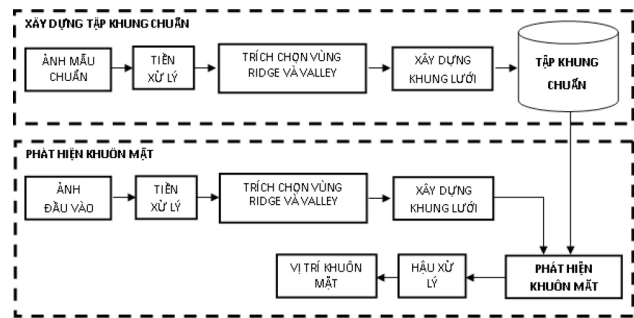 XÂY DỰNG TẬP KHUNG CHUẨN
ẢNH MẪU
CHUẨN
TIỀN
XỬ LÝ
TRÍCH CHỌN VÙNG
RIDGE VÀ VALLEY
XÂY DỰNG
KHUNG LƯỚI
TẬP KHUNG
CHUẨN
PHÁT HIỆN KHUÔN MẶT
ẢNH
ĐẦU VÀO
TIỀN
XỬ LÝ
TRÍCH CHỌN VÙNG
RIDGE VÀ VALLEY
XÂY DỰNG
KHUNG LƯỚI
VỊ TRÍ KHUÔN
MẶT
HẬU XỬ
LÝ
PHÁT HIỆN
KHUÔN MẶT